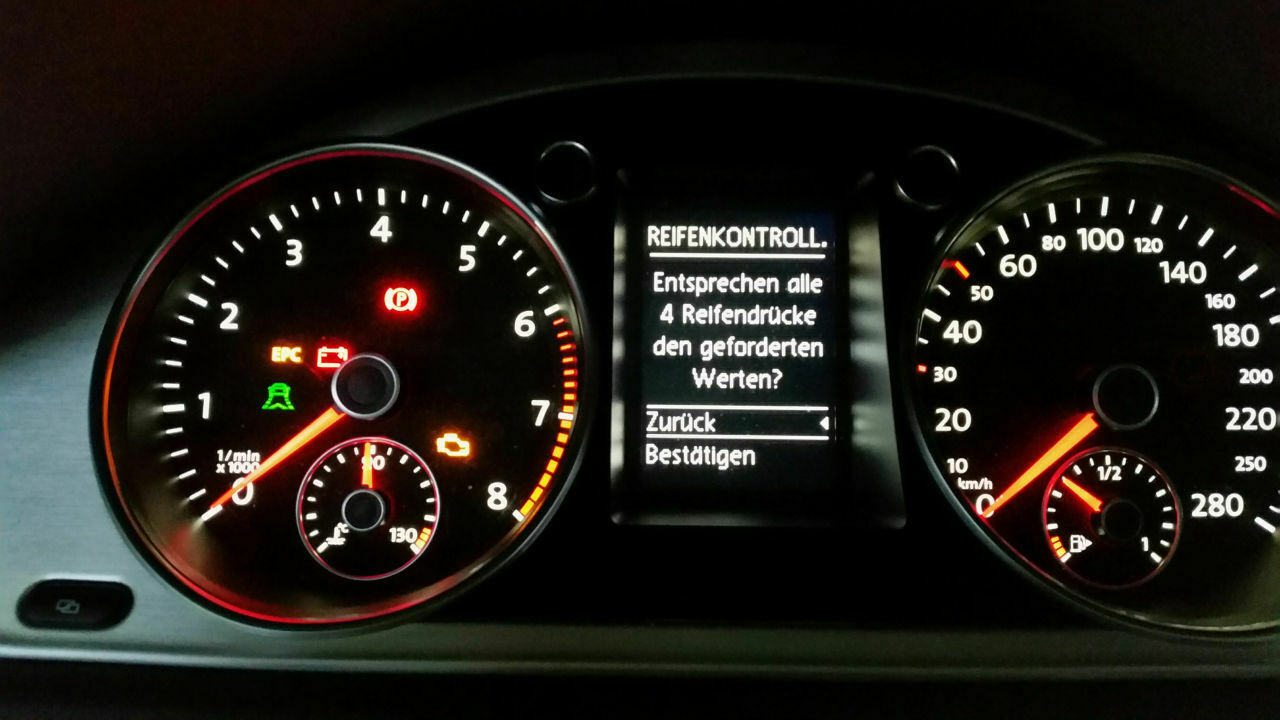 1
2
3
4
5
6
7
8
0
1/min
x1000
EPC
P
90
130
°C
REIFENKONTROLL.
Entsprechen alle
4 Reifendrücke
den geforderten
Werten?
Zurück
Bestätigen
0
10
20
30
40
50
60
80
100
120
140
160
180
200
220
250
280
km/h
1/2
1